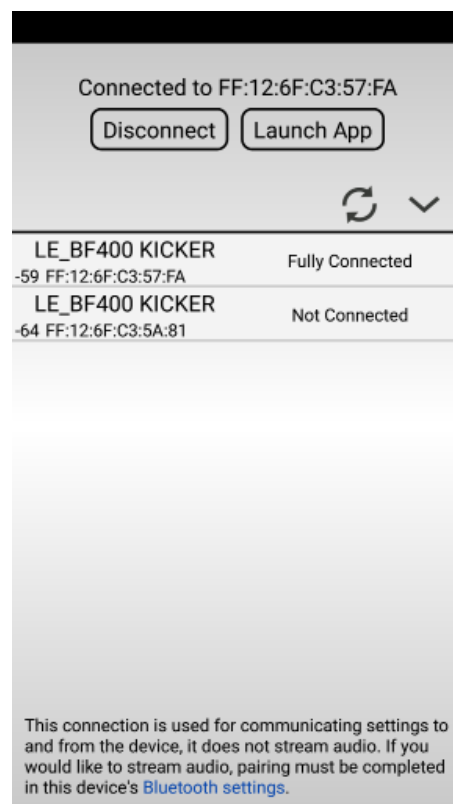 Connected to FF:12:6F:C3:57:FA
Disconnect Launch App
LE_BF400 KICKER
Fully Connected
-59 FF:12:6F:C3:57:FA
LE_BF400 KICKER
Not Connected
-64 FF:12:6F:C3:5A:81
This connection is used for communicating settings to
and from the device, it does not stream audio. If you
would like to stream audio, pairing must be completed
in this device's Bluetooth settings.